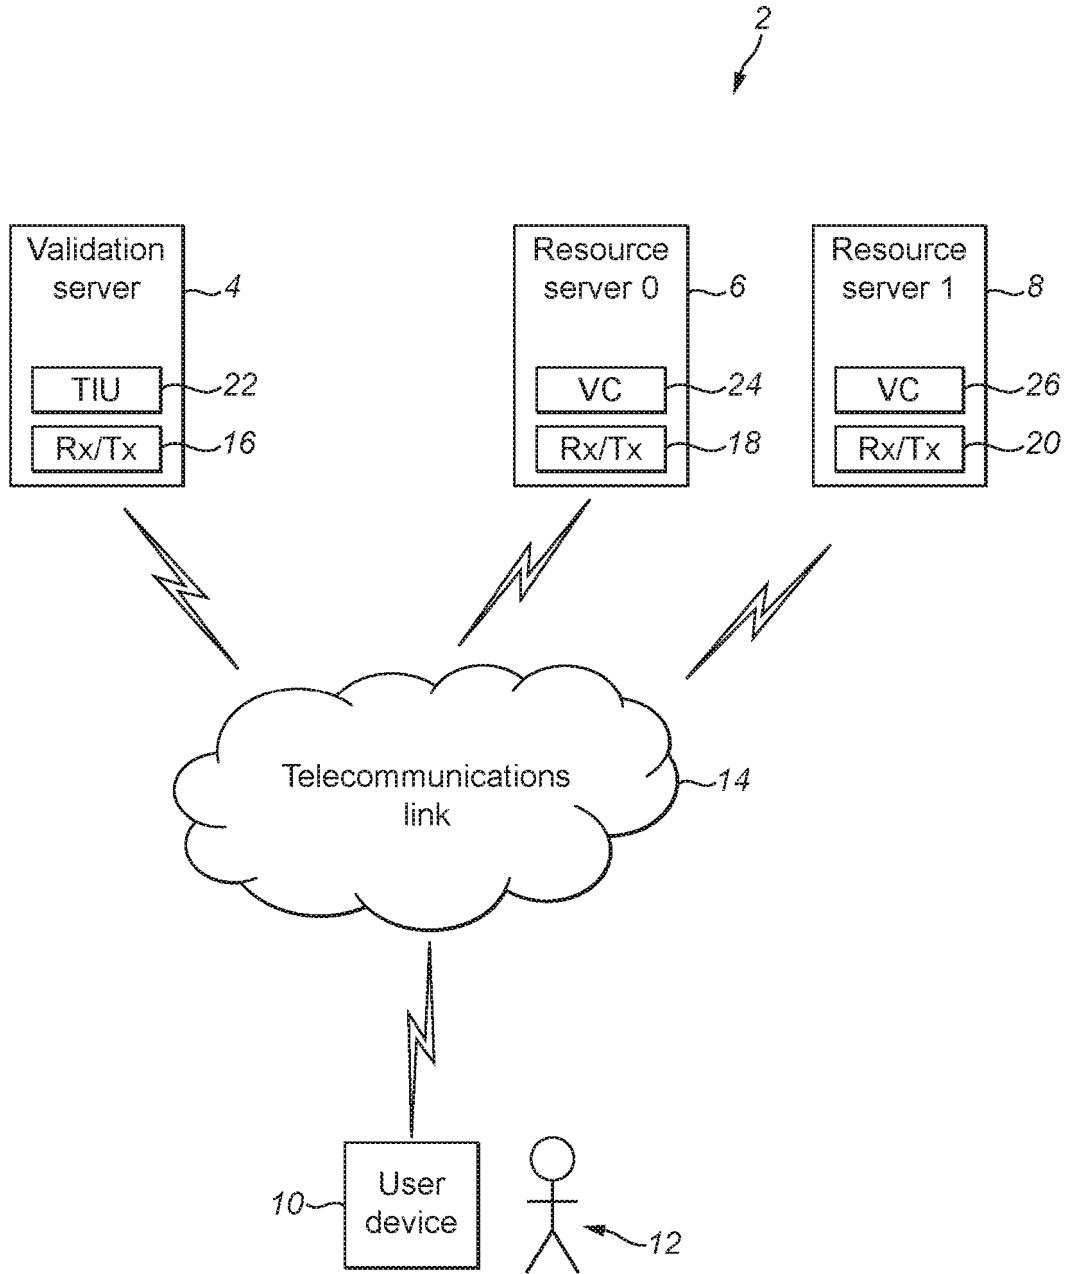 2
Validation
server
4
TIU
22
Rx/Tx
16
Resource
server 0
6
VC
24
Rx/Tx
18
Resource
server 1
8
VC
26
Rx/Tx
20
Telecommunications
link
14
User
device
10
12